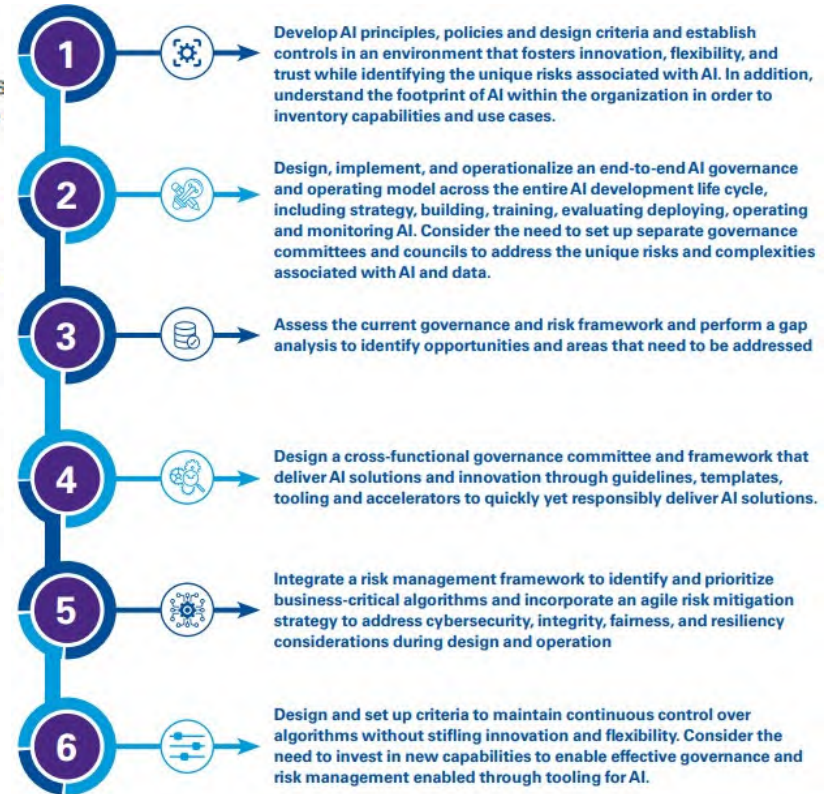 1
Develop AI principles, policies and design criteria and establish
controls in an environment that fosters innovation, flexibility, and
trust while identifying the unique risks associated with AI. In addition,
understand the footprint of AI within the organization in order to
inventory capabilities and use cases.
2
Design, implement, and operationalize an end-to-end AI governance
and operating model across the entire AI development life cycle,
including strategy, building, training, evaluating deploying, operating
and monitoring AI. Consider the need to set up separate governance
committees and councils to address the unique risks and complexities
associated with AI and data.
3
Assess the current governance and risk framework and perform a gap
analysis to identify opportunities and areas that need to be addressed
4
Design a cross-functional governance committee and framework that
deliver AI solutions and innovation through guidelines, templates,
tooling and accelerators to quickly yet responsibly deliver AI solutions.
5
Integrate a risk management framework to identify and prioritize
business-critical algorithms and incorporate an agile risk mitigation
strategy to address cybersecurity, integrity, fairness, and resiliency
considerations during design and operation
6
Design and set up criteria to maintain continuous control over
algorithms without stifling innovation and flexibility. Consider the
need to invest in new capabilities to enable effective governance and
risk management enabled through tooling for AI.